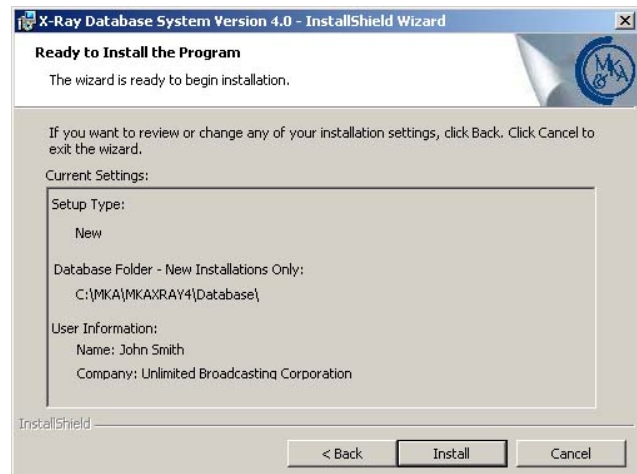 X-Ray Database System Version 4.0 - InstallShield Wizard
Ready to Install the Program
The wizard is ready to begin installation.
MKA
&
If you want to review or change any of your installation settings, click Back. Click Cancel to
exit the wizard.
Current Settings:
Setup Type:
New
Database Folder - New Installations Only:
C:\MKA\MKAXRAY4\Database\
User Information:
Name: John Smith
Company: Unlimited Broadcasting Corporation
InstallShield
< Back
Install
Cancel